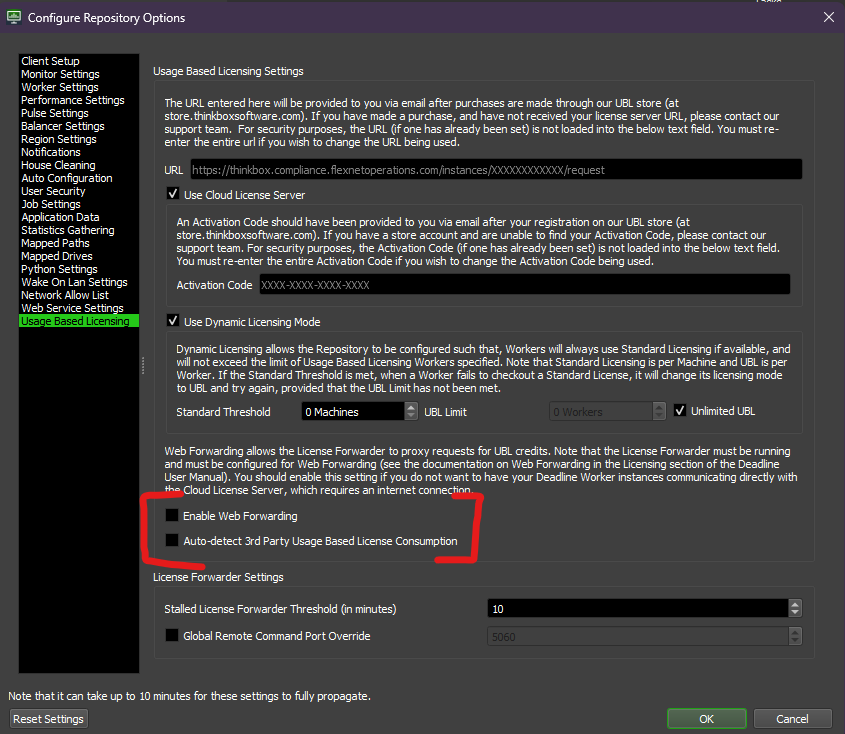 Configure Repository Options
Client Setup
Monitor Settings
Worker Settings
Performance Settings
Pulse Settings
Balancer Settings
Region Settings
Notifications
House Cleaning
Auto Configuration
User Security
Job Settings
Application Data
Statistics Gathering
Mapped Paths
Mapped Drives
Python Settings
Wake On Lan Settings
Network Allow List
Web Service Settings
Usage Based Licensing
Usage Based Licensing Settings
The URL entered here will be provided to you via email after purchases are made through our UBL store (at
store.thinkboxsoftware.com). If you have made a purchase, and have not received your license server URL, please contact our
support team.  For security purposes, the URL (if one has already been set) is not loaded into the below text field. You must re-
enter the entire url if you wish to change the URL being used.
URL https://thinkbox.compliance.flexnetoperations.com/instances/XXXXXXXXXXXX/request
Use Cloud License Server
An Activation Code should have been provided to you via email after your registration on our UBL store (at
store.thinkboxsoftware.com). If you have a store account and are unable to find your Activation Code, please contact our
support team. For security purposes, the Activation Code (if one has already been set) is not loaded into the below text field.
You must re-enter the entire Activation Code if you wish to change the Activation Code being used.
Activation Code XXXX-XXXX-XXXX-XXXX
Use Dynamic Licensing Mode
Dynamic Licensing allows the Repository to be configured such that, Workers will always use Standard Licensing if available, and
will not exceed the limit of Usage Based Licensing Workers specified. Note that Standard Licensing is per Machine and UBL is per
Worker. If the Standard Threshold is met, when a Worker fails to checkout a Standard License, it will change its licensing mode
to UBL and try again, provided that the UBL Limit has not been met.
Standard Threshold 0 Machines UBL Limit 0 Workers Unlimited UBL
Web Forwarding allows the License Forwarder to proxy requests for UBL credits. Note that the License Forwarder must be running
and must be configured for Web Forwarding (see the documentation on Web Forwarding in the Licensing section of the Deadline
User Manual). You should enable this setting if you do not want to have your Deadline Worker instances communicating directly with
the Cloud License Server, which requires an internet connection.
Enable Web Forwarding
Auto-detect 3rd Party Usage Based License Consumption
License Forwarder Settings
Stalled License Forwarder Threshold (in minutes) 10
Global Remote Command Port Override 5060
Note that it can take up to 10 minutes for these settings to fully propagate.
Reset Settings OK Cancel